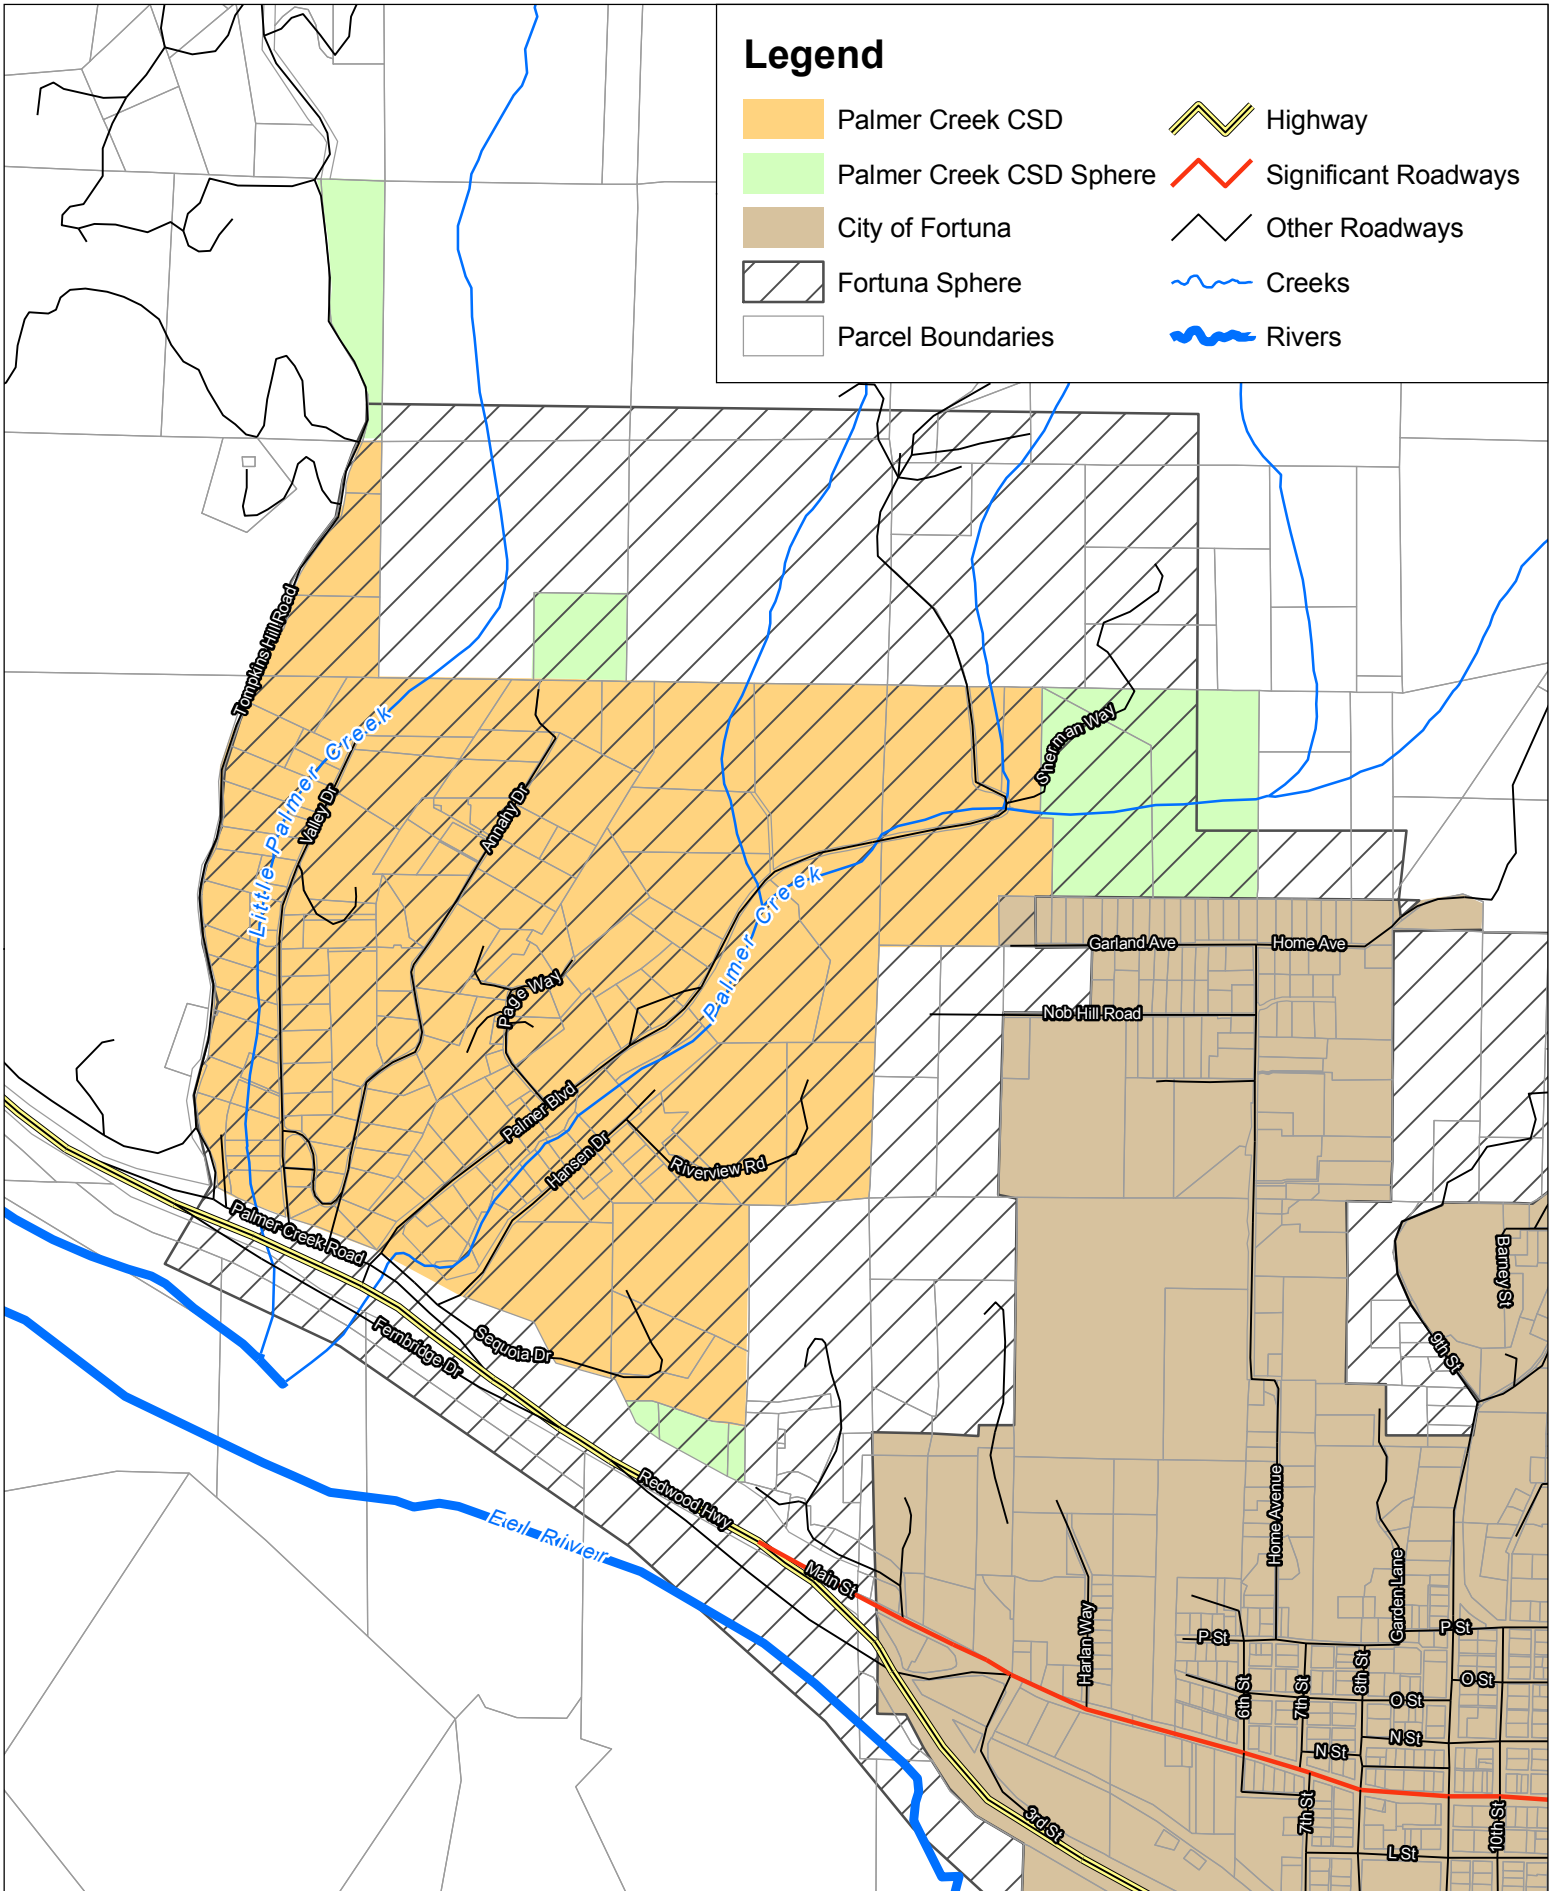 Legend
Palmer Creek CSD
Highway
Palmer Creek CSD Sphere
Significant Roadways
City of Fortuna
Other Roadways
Fortuna Sphere
Creeks
Parcel Boundaries
Rivers
Tompkins Hill Road
Little Palmer Creek
Valley Dr
Annahy Dr
Sherman Way
Palmer Creek
Page Way
Garland Ave
Home Ave
Nob Hill Road
Palmer Blvd
Hansen Dr
Riverview Rd
Palmer Creek Road
Barney St
Fernbridge Dr
Sequoia Dr
9th St
Redwood Hwy
Eel River
Main St
Home Avenue
Garden Lane
Harlan Way
P St
P St
6th St
7th St
8th St
O St
O St
N St
N St
3rd St
7th St
10th St
L St